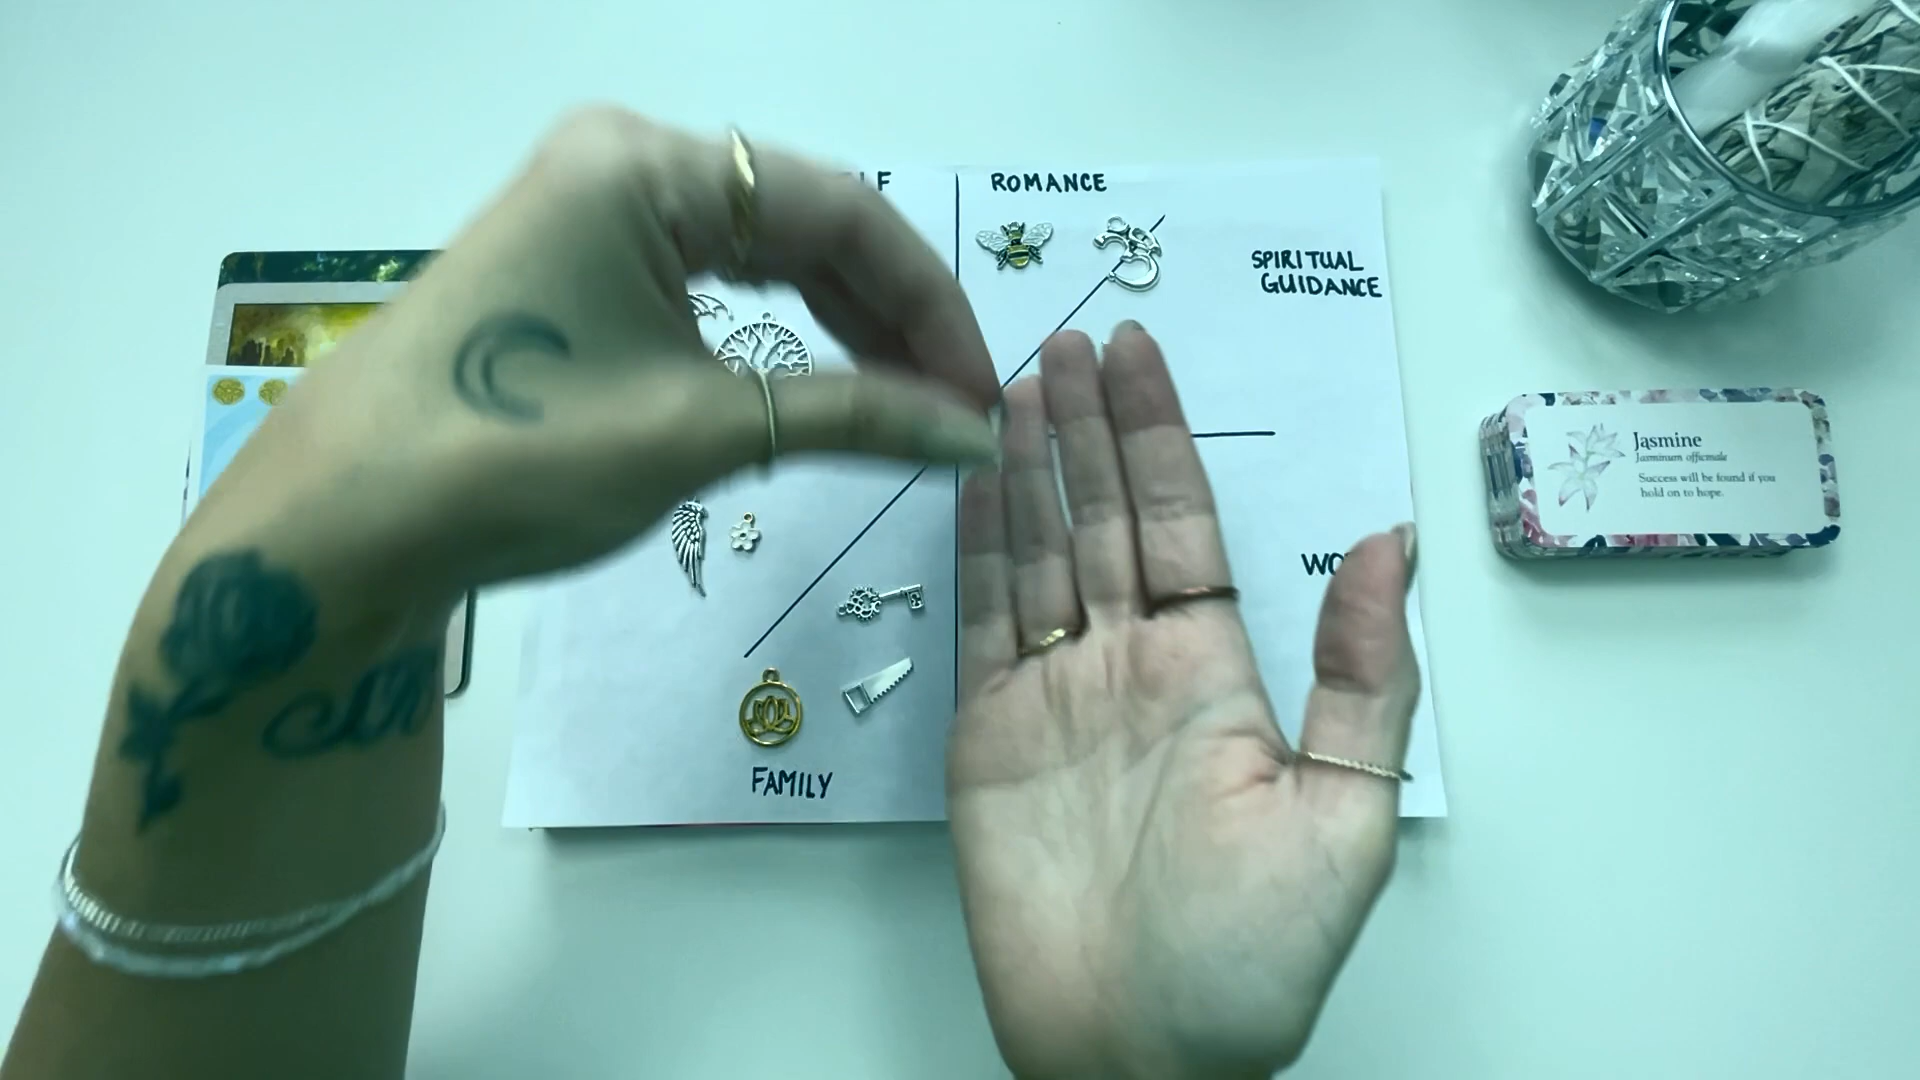 ROMANCE
SPIRITUAL
GUIDANCE
Jasmine
Jasminum officinale
Success will be found if you
hold on to hope.
FAMILY